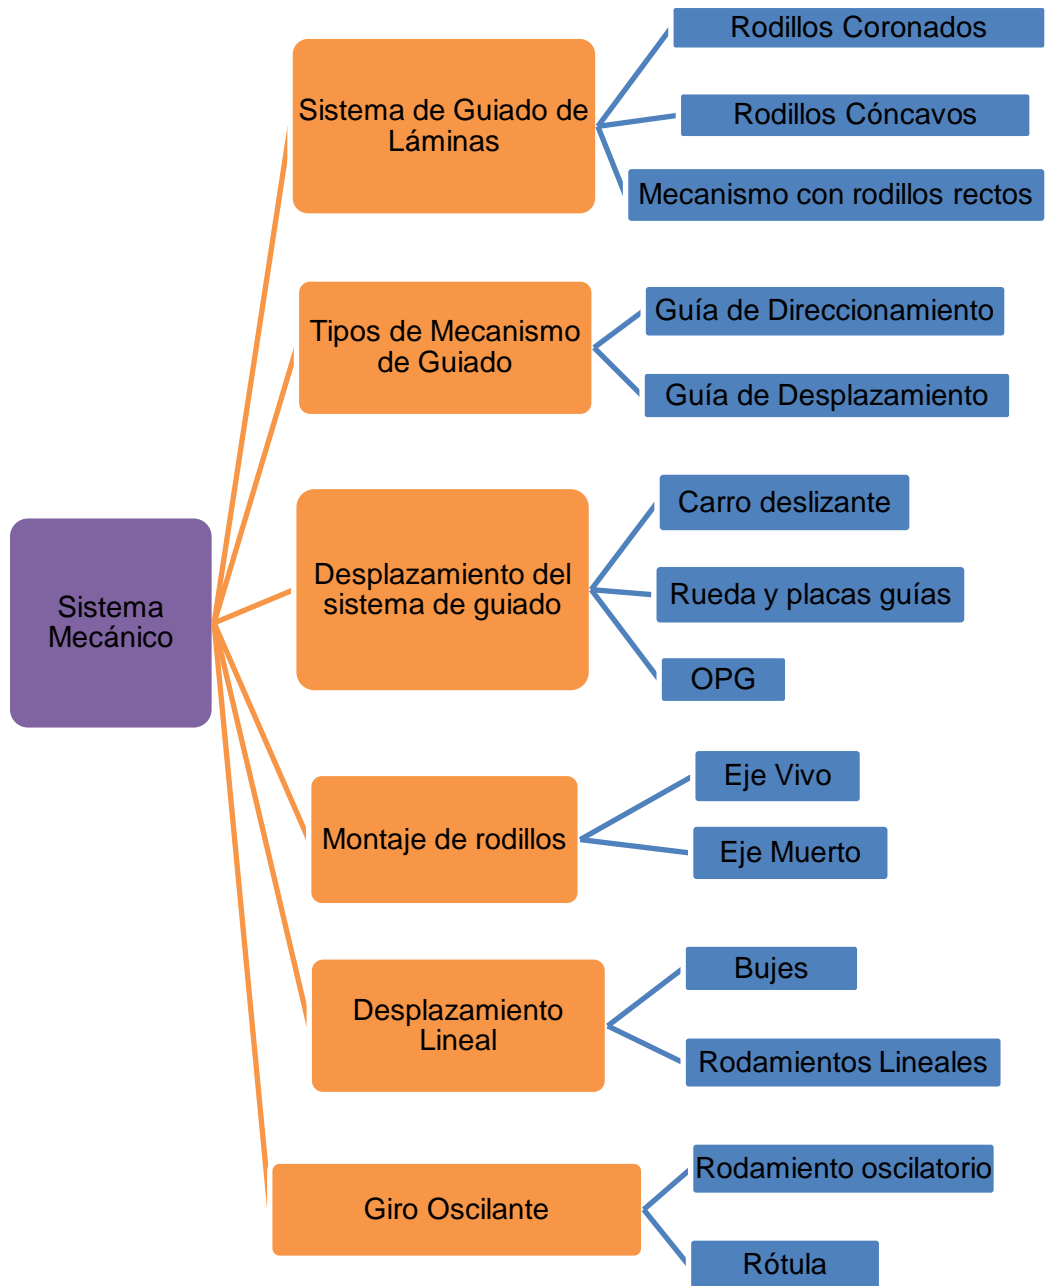 Sistema
Mecánico
Sistema de Guiado de
Láminas
Rodillos Coronados
Rodillos Cóncavos
Mecanismo con rodillos rectos
Tipos de Mecanismo
de Guiado
Guía de Direccionamiento
Guía de Desplazamiento
Desplazamiento del
sistema de guiado
Carro deslizante
Rueda y placas guías
OPG
Montaje de rodillos
Eje Vivo
Eje Muerto
Desplazamiento
Lineal
Bujes
Rodamientos Lineales
Giro Oscilante
Rodamiento oscilatorio
Rótula